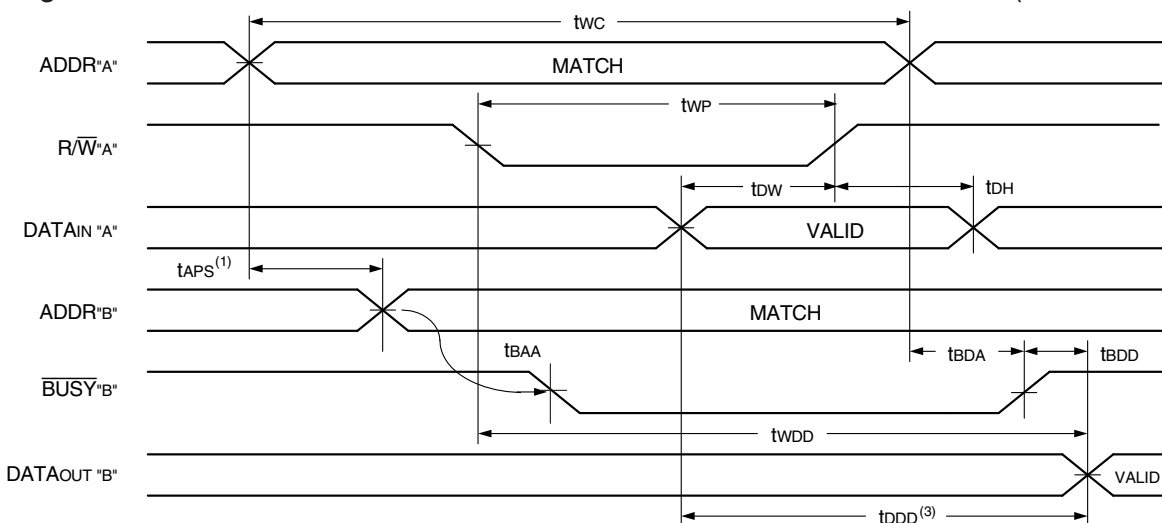 tWC
ADDR"A"
MATCH
tWP
R/W̅"A"
tDW
tDH
DATAIN "A"
VALID
tAPS(1)
ADDR"B"
MATCH
tBAA
tBDA
tBDD
B̅U̅S̅Y̅"B"
tWDD
DATAOUT "B"
VALID
tDDD(3)